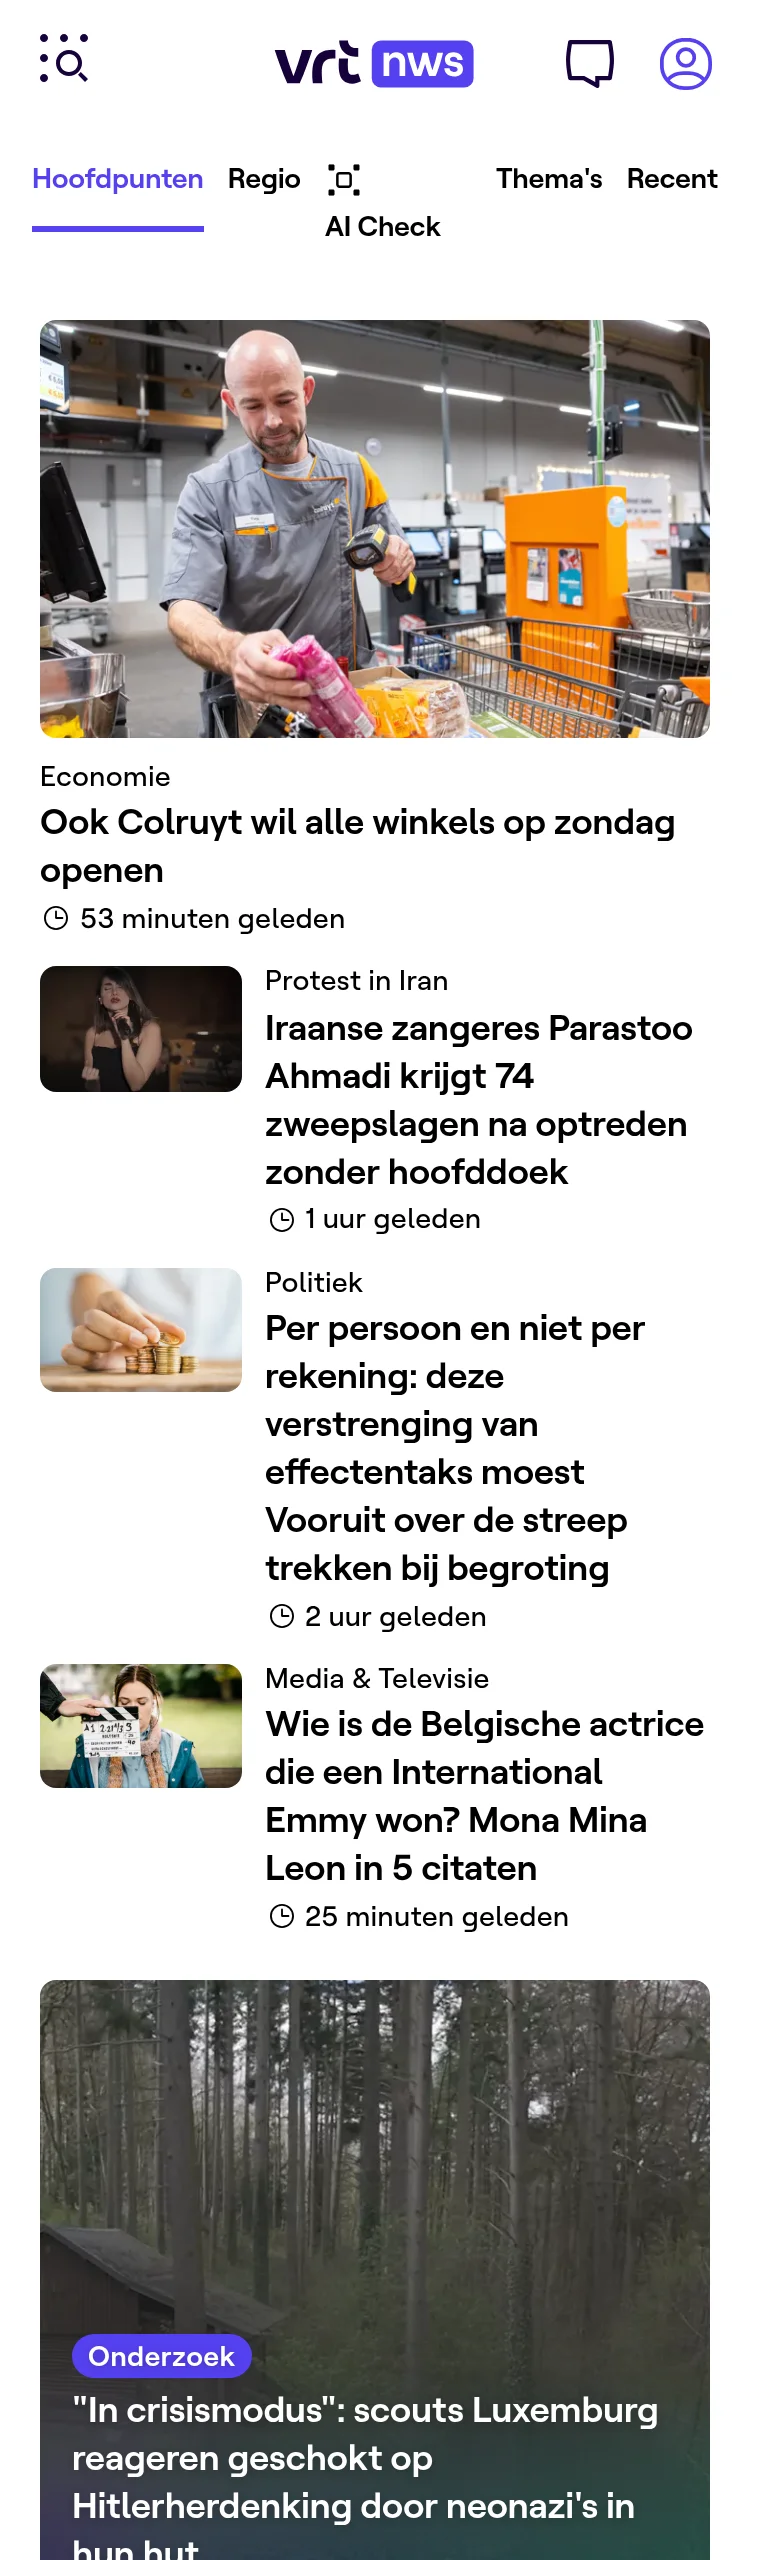 vrt nws
Hoofdpunten Regio AI Check Thema's Recent
Economie
Ook Colruyt wil alle winkels op zondag
openen
53 minuten geleden
Protest in Iran
Iraanse zangeres Parastoo
Ahmadi krijgt 74
zweepslagen na optreden
zonder hoofddoek
1 uur geleden
Politiek
Per persoon en niet per
rekening: deze
verstrenging van
effectentaks moest
Vooruit over de streep
trekken bij begroting
2 uur geleden
Media & Televisie
Wie is de Belgische actrice
die een International
Emmy won? Mona Mina
Leon in 5 citaten
25 minuten geleden
Onderzoek
"In crisismodus": scouts Luxemburg
reageren geschokt op
Hitlerherdenking door neonazi's in
hun hut